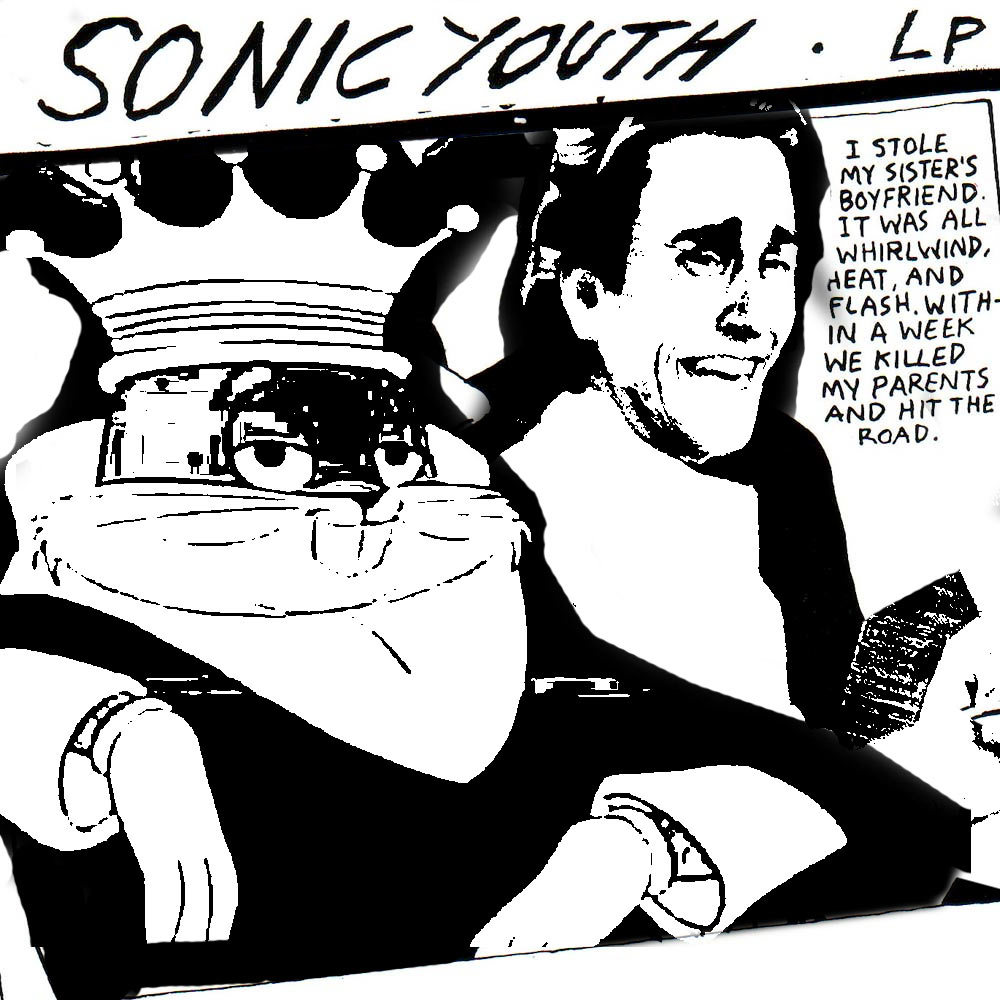 SONIC YOUTH · LP
I STOLE
MY SISTER'S
BOYFRIEND.
IT WAS ALL
WHIRLWIND,
HEAT, AND
FLASH. WITH-
IN A WEEK
WE KILLED
MY PARENTS
AND HIT THE
ROAD.